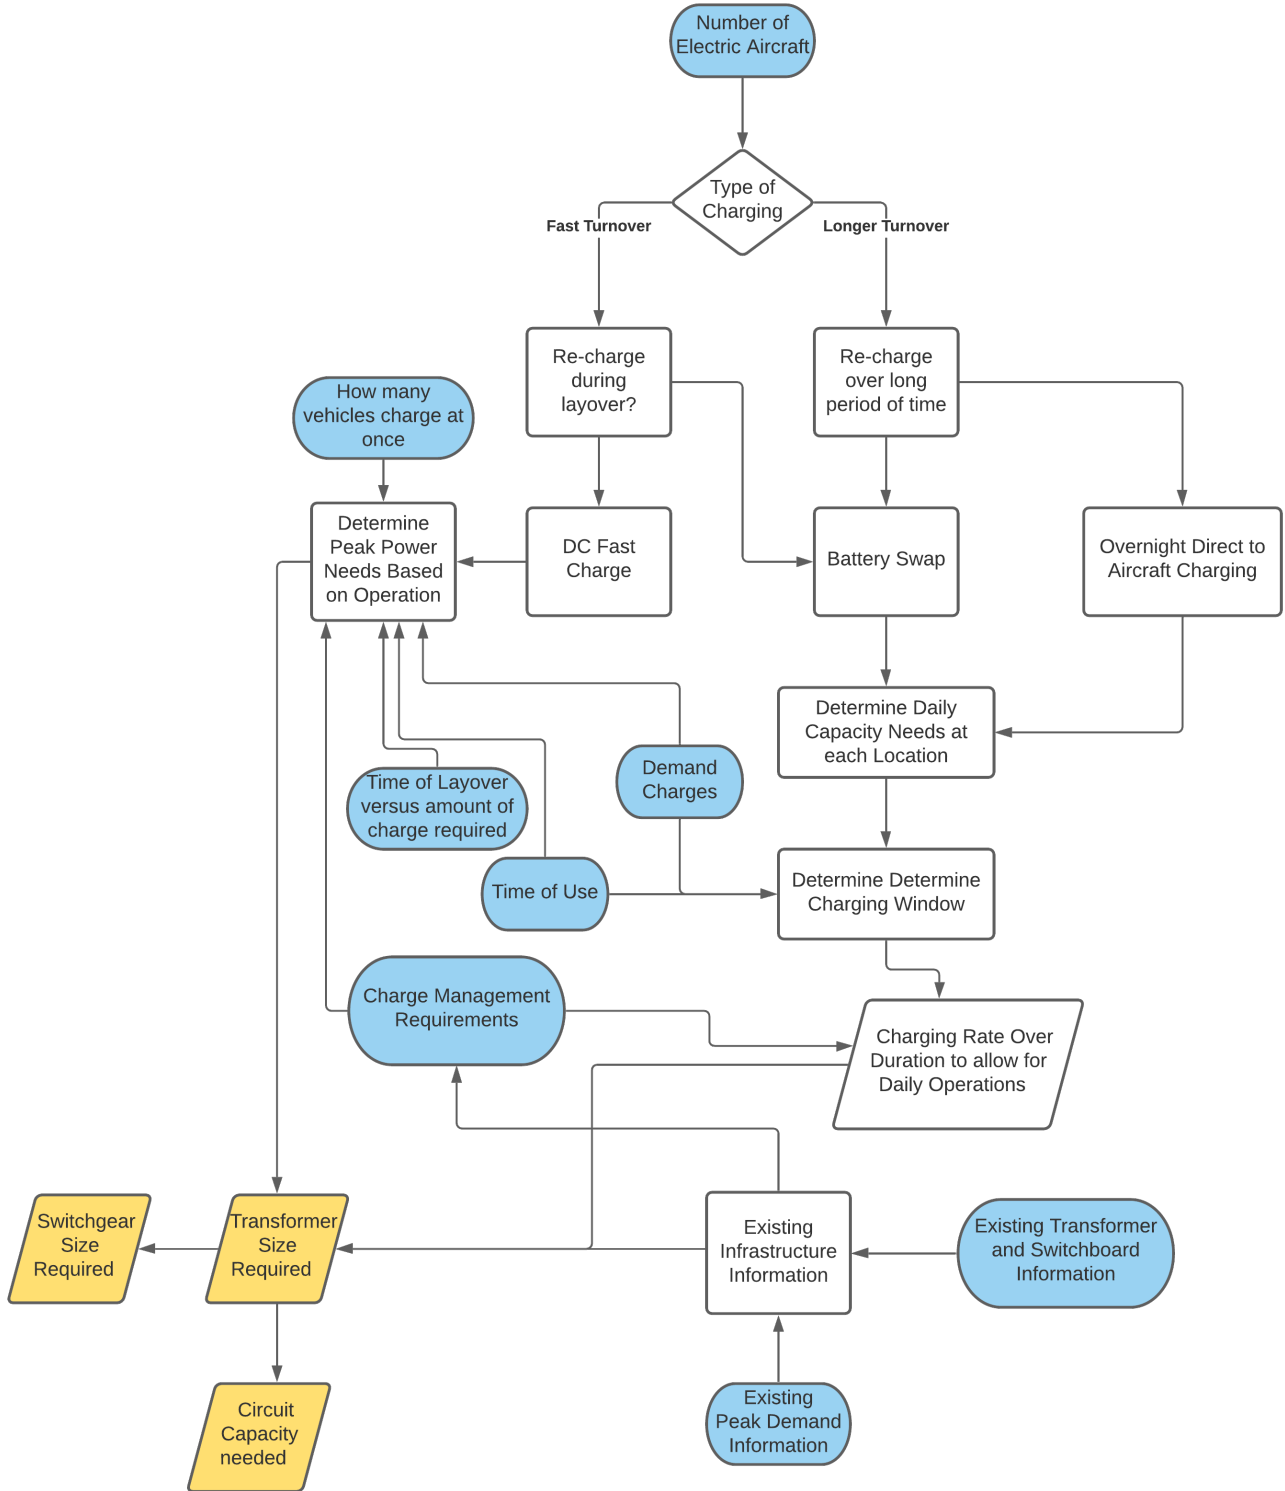 Number of
Electric Aircraft
Type of
Charging
Fast Turnover
Longer Turnover
Re-charge
during
layover?
Re-charge
over long
period of time
How many
vehicles charge at
once
Determine
Peak Power
Needs Based
on Operation
DC Fast
Charge
Battery Swap
Overnight Direct to
Aircraft Charging
Determine Daily
Capacity Needs at
each Location
Demand
Charges
Time of Layover
versus amount of
charge required
Time of Use
Determine Determine
Charging Window
Charge Management
Requirements
Charging Rate Over
Duration to allow for
Daily Operations
Switchgear
Size
Required
Transformer
Size
Required
Existing
Infrastructure
Information
Existing Transformer
and Switchboard
Information
Circuit
Capacity
needed
Existing
Peak Demand
Information